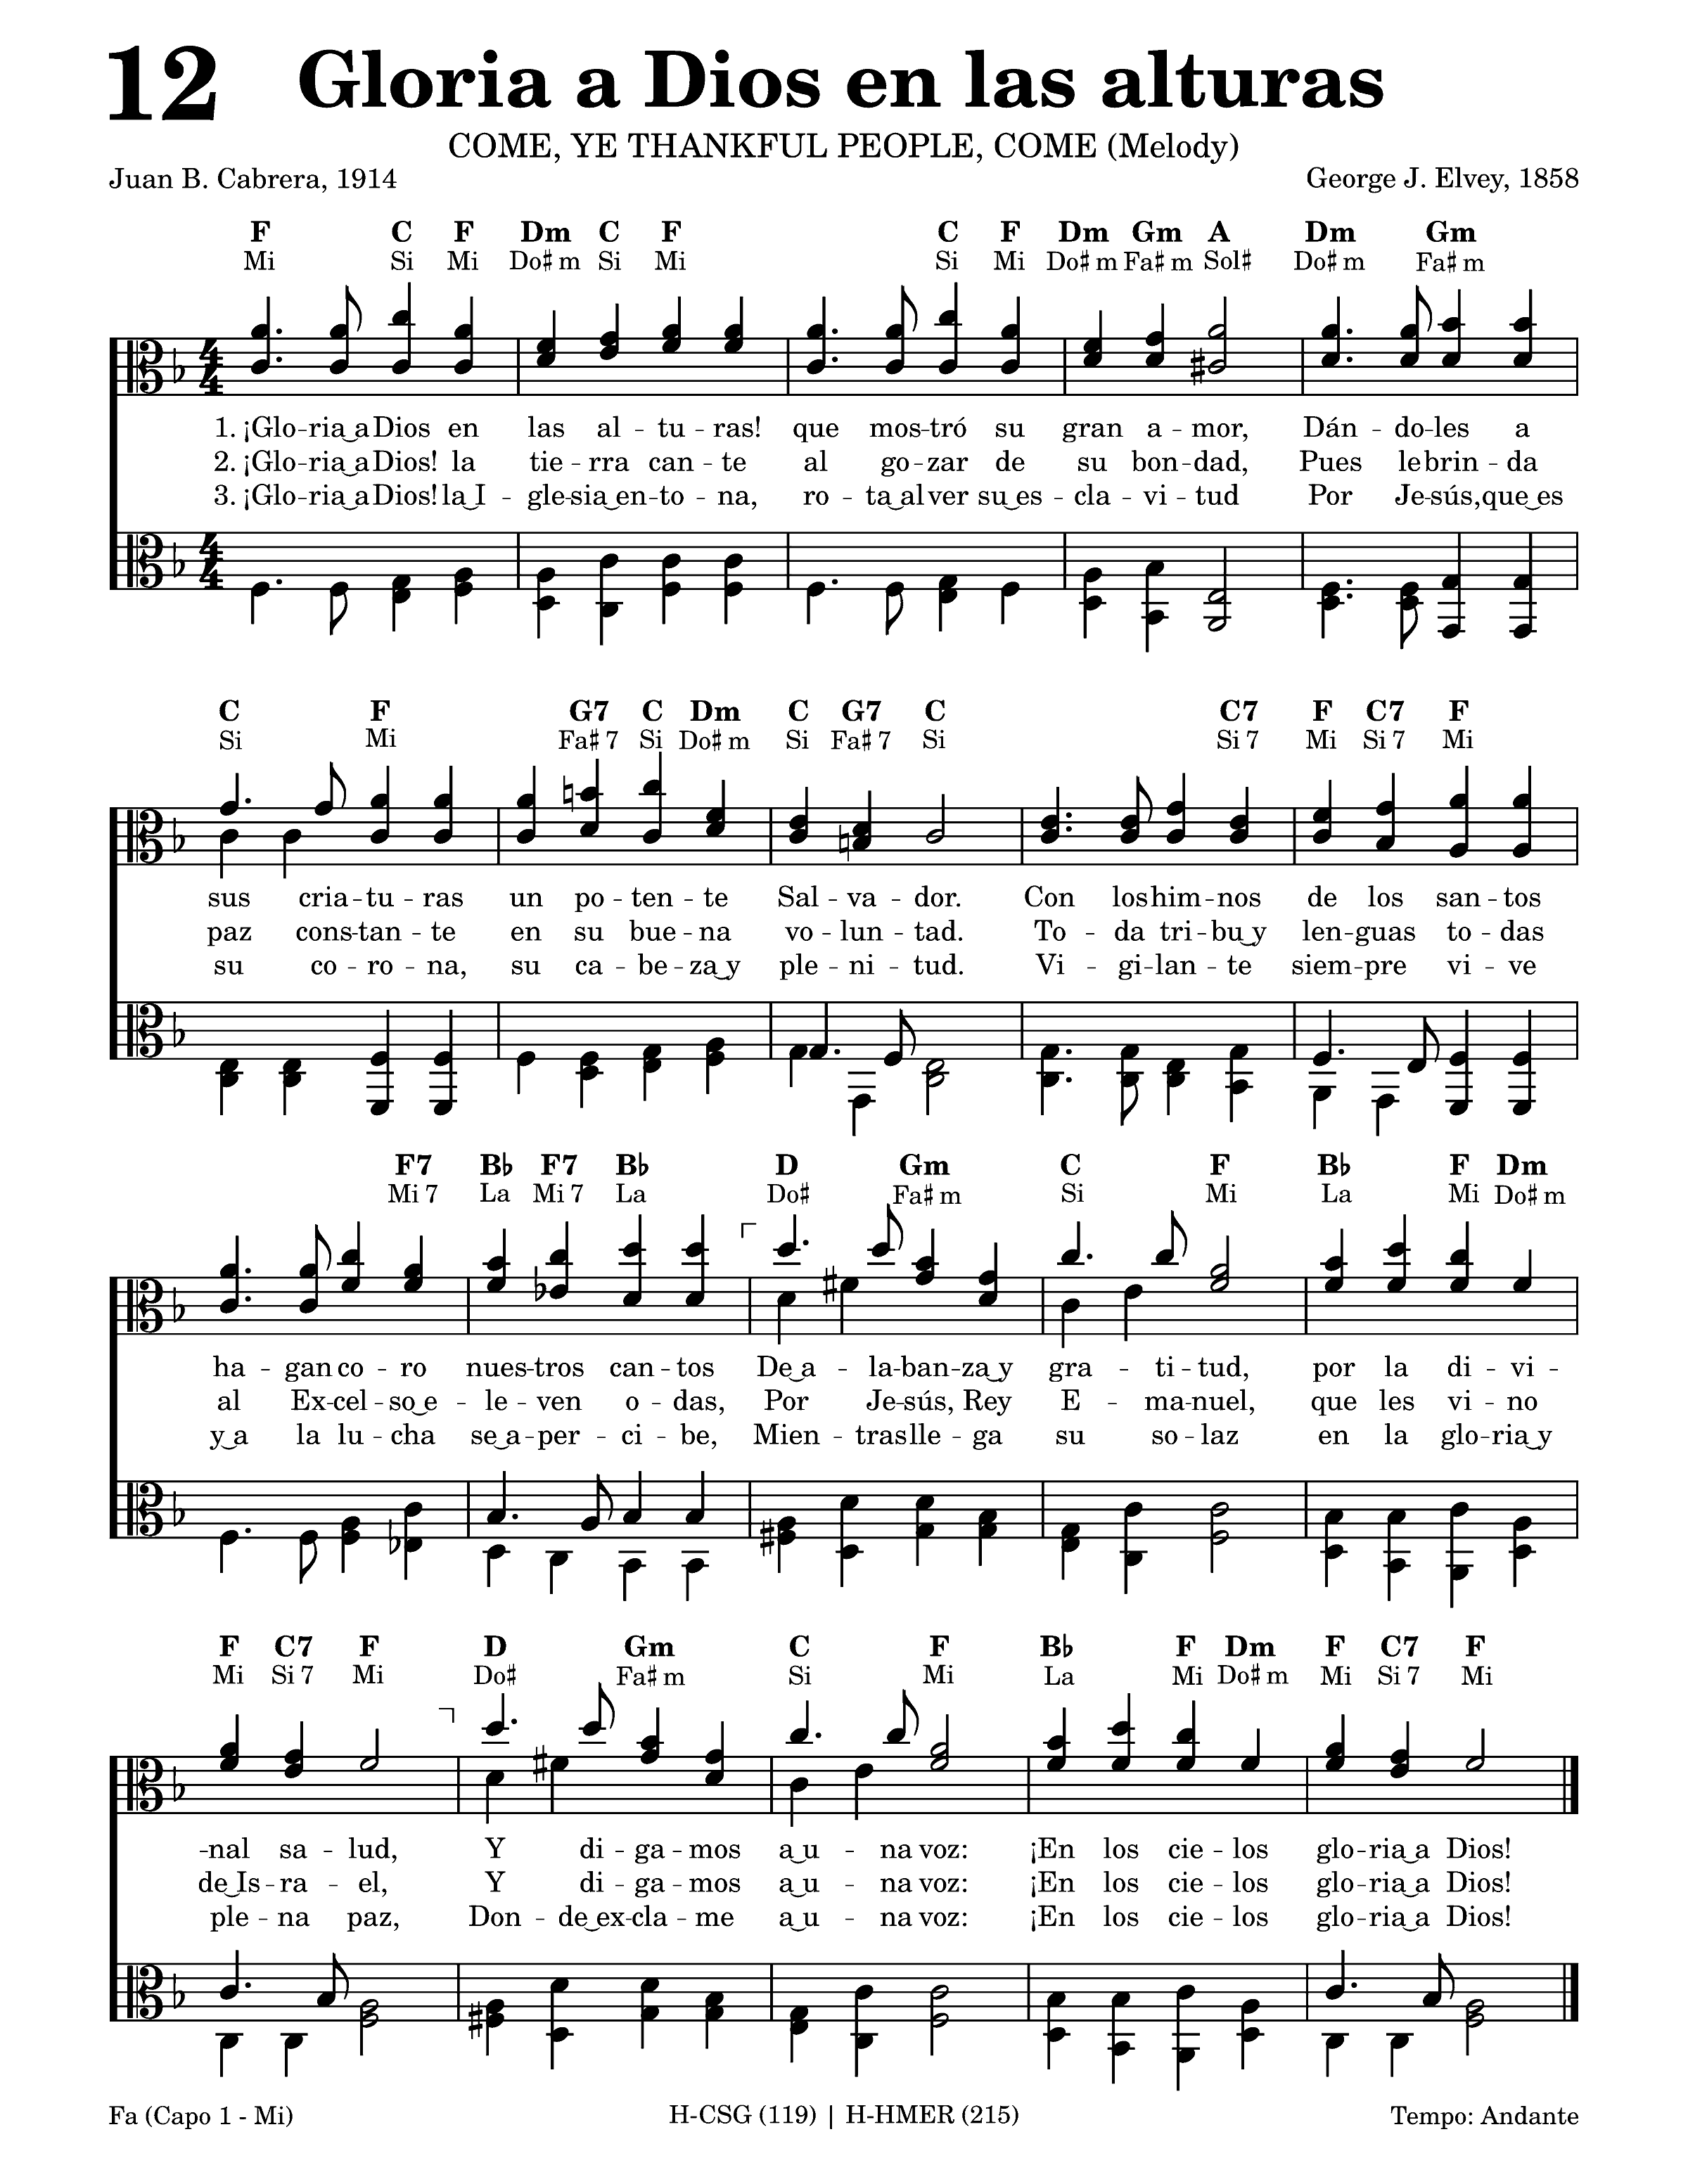 12 Gloria a Dios en las alturas
COME, YE THANKFUL PEOPLE, COME (Melody)
Juan B. Cabrera, 1914 George J. Elvey, 1858
F C F Dm C F C F Dm Gm A Dm Gm
Mi Si Mi Do♯m Si Mi Si Mi Do♯m Fa♯m Sol♯ Do♯m Fa♯m
4 4
1. ¡Glo -- ria‿a Dios en las al -- tu -- ras! que mos -- tró su gran a -- mor, Dán -- do -- les a
2. ¡Glo -- ria‿a Dios! la tie -- rra can -- te al go -- zar de su bon -- dad, Pues le brin -- da
3. ¡Glo -- ria‿a Dios! la‿I -- gle -- sia‿en -- to -- na, ro -- ta‿al ver su‿es -- cla -- vi -- tud Por Je -- sús, que‿es
4 4
C F G7 C Dm C G7 C C7 F C7 F
Si Mi Fa♯7 Si Do♯m Si Fa♯7 Si Si 7 Mi Si 7 Mi
sus cria -- tu -- ras un po -- ten -- te Sal -- va -- dor. Con los him -- nos de los san -- tos
paz cons -- tan -- te en su bue -- na vo -- lun -- tad. To -- da tri -- bu‿y len -- guas to -- das
su co -- ro -- na, su ca -- be -- za‿y ple -- ni -- tud. Vi -- gi -- lan -- te siem -- pre vi -- ve
F7 B♭ F7 B♭ D Gm C F B♭ F Dm
Mi 7 La Mi 7 La Do♯ Fa♯m Si Mi La Mi Do♯m
ha -- gan co -- ro nues -- tros can -- tos De‿a -- la -- ban -- za‿y gra -- ti -- tud, por la di -- vi --
al Ex -- cel -- so‿e -- le -- ven o -- das, Por Je -- sús, Rey E -- ma -- nuel, que les vi -- no
y‿a la lu -- cha se‿a -- per -- ci -- be, Mien -- tras lle -- ga su so -- laz en la glo -- ria‿y
F C7 F D Gm C F B♭ F Dm F C7 F
Mi Si 7 Mi Do♯ Fa♯m Si Mi La Mi Do♯m Mi Si 7 Mi
-- nal sa -- lud, Y di -- ga -- mos a‿u -- na voz: ¡En los cie -- los glo -- ria‿a Dios!
de‿Is -- ra -- el, Y di -- ga -- mos a‿u -- na voz: ¡En los cie -- los glo -- ria‿a Dios!
ple -- na paz, Don -- de‿ex -- cla -- me a‿u -- na voz: ¡En los cie -- los glo -- ria‿a Dios!
Fa (Capo 1 - Mi) H-CSG (119) | H-HMER (215) Tempo: Andante